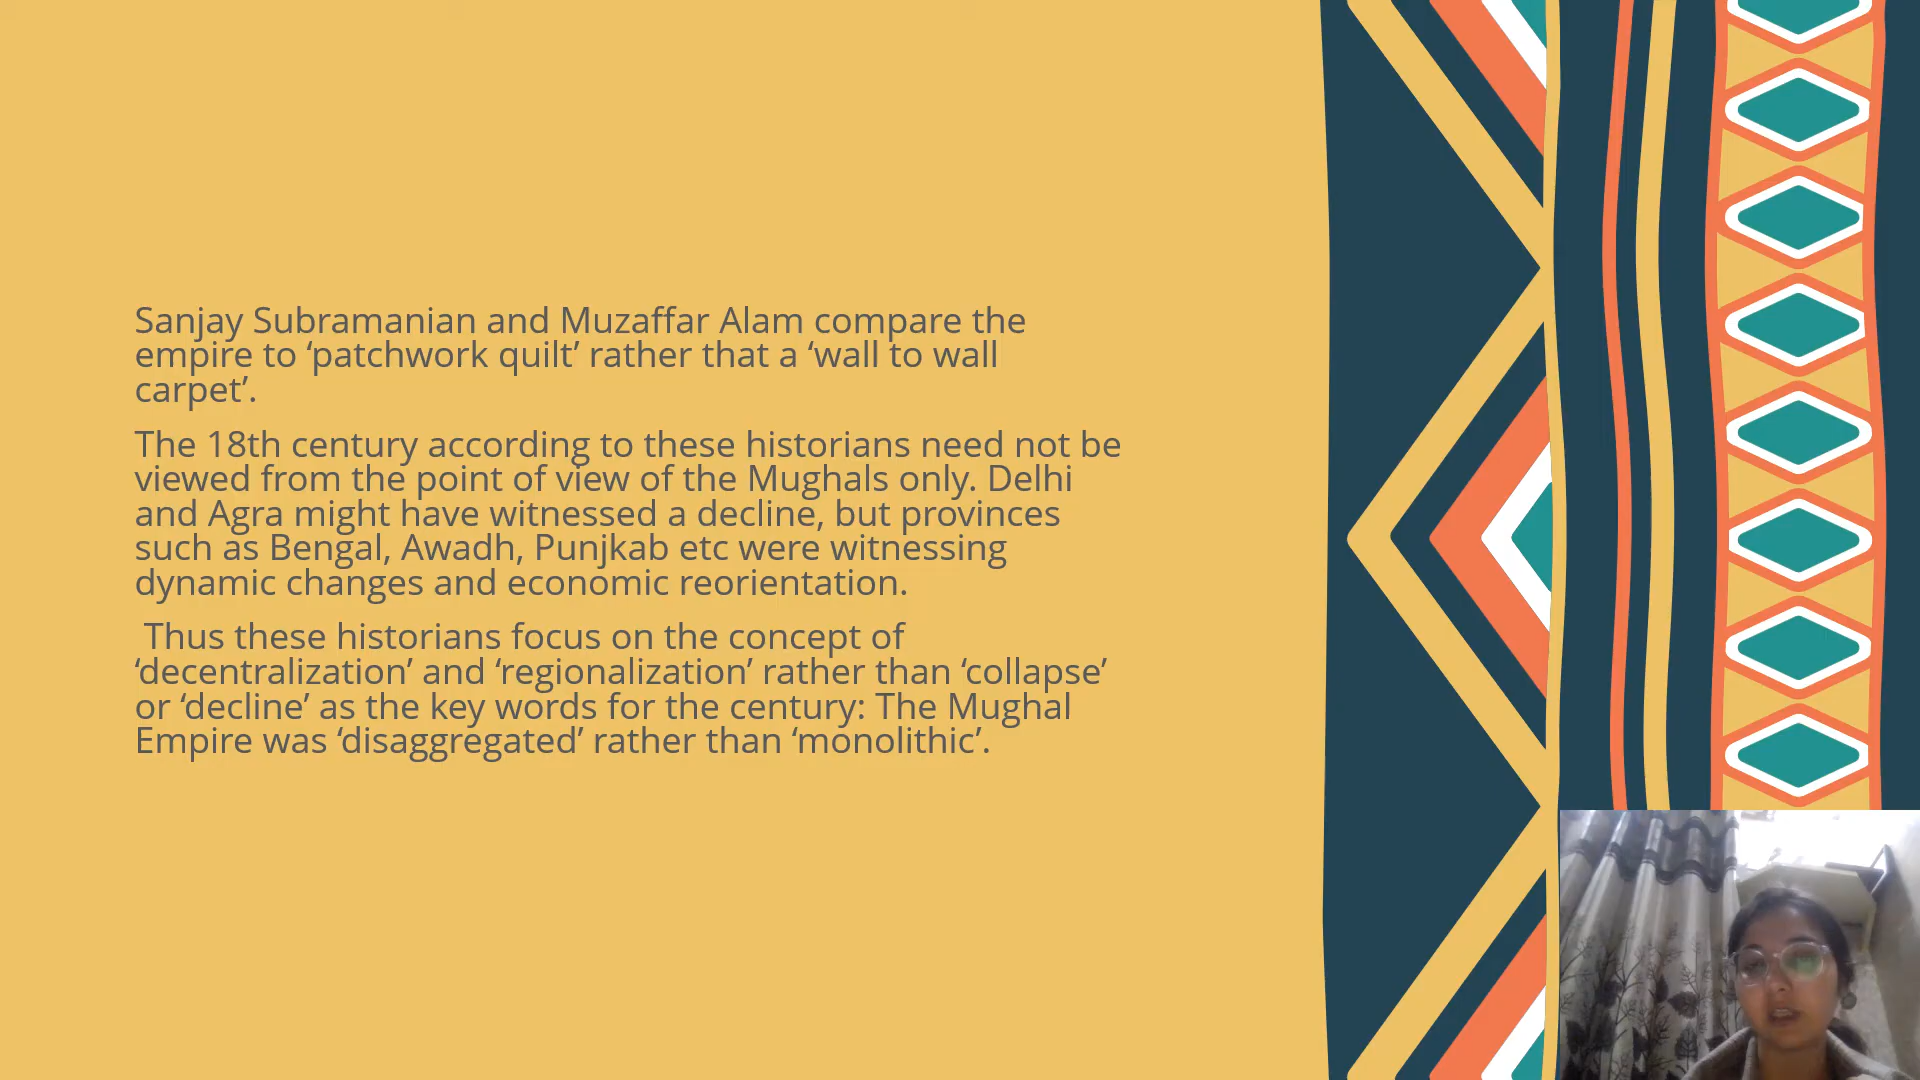 Sanjay Subramanian and Muzaffar Alam compare the
empire to ‘patchwork quilt’ rather that a ‘wall to wall
carpet’.
The 18th century according to these historians need not be
viewed from the point of view of the Mughals only. Delhi
and Agra might have witnessed a decline, but provinces
such as Bengal, Awadh, Punjkab etc were witnessing
dynamic changes and economic reorientation.
Thus these historians focus on the concept of
‘decentralization’ and ‘regionalization’ rather than ‘collapse’
or ‘decline’ as the key words for the century: The Mughal
Empire was ‘disaggregated’ rather than ‘monolithic’.